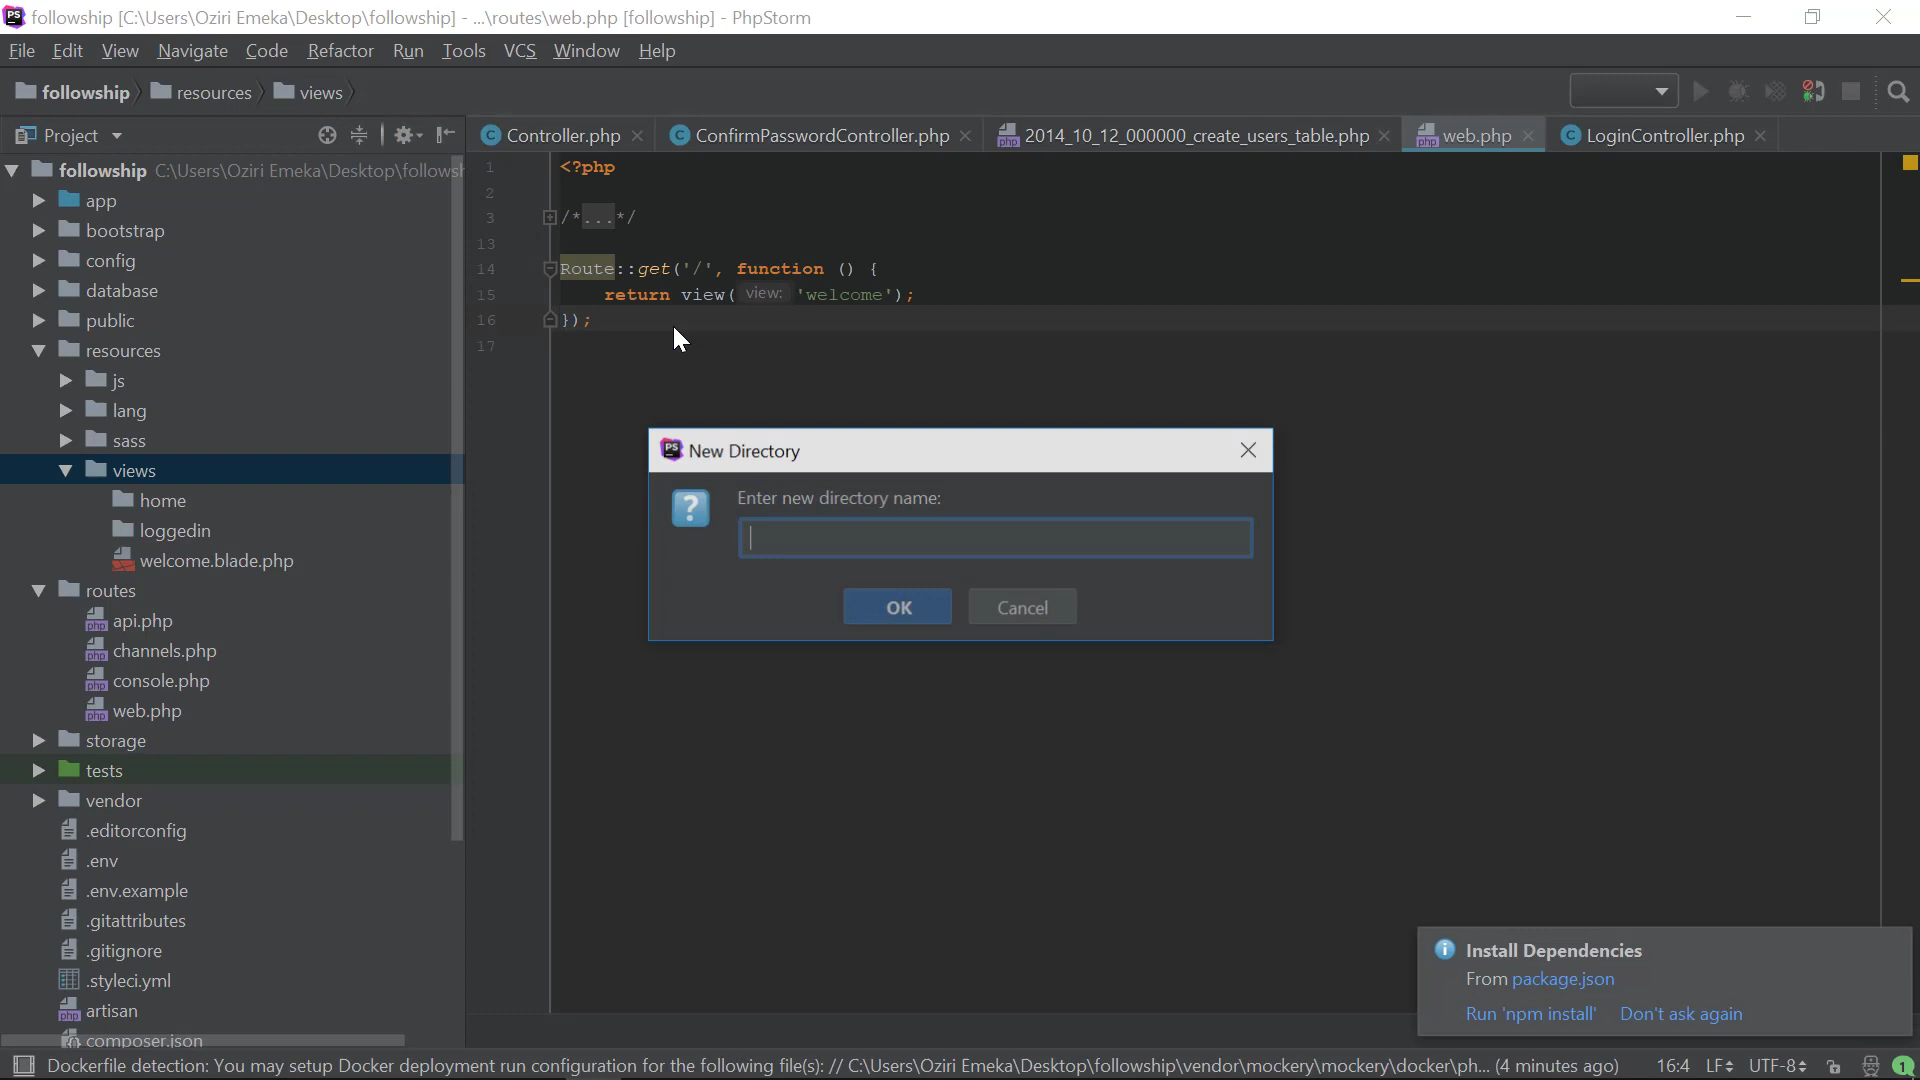 followship [C:\Users\Oziri Emeka\Desktop\followship] - ...\routes\web.php [followship] - PhpStorm
File Edit View Navigate Code Refactor Run Tools VCS Window Help
followship resources views
Project
Controller.php ConfirmPasswordController.php 2014_10_12_000000_create_users_table.php web.php LoginController.php
followship C:\Users\Oziri Emeka\Desktop\followsh
app
bootstrap
config
database
public
resources
js
lang
sass
views
home
loggedin
welcome.blade.php
routes
api.php
channels.php
console.php
web.php
storage
tests
vendor
.editorconfig
.env
.env.example
.gitattributes
.gitignore
.styleci.yml
artisan
composer.json
1 <?php
2
3 /*...*/
13
14 Route::get('/', function () {
15 return view( view: 'welcome');
16 });
17
New Directory
Enter new directory name:
OK Cancel
Install Dependencies
From package.json
Run 'npm install' Don't ask again
Dockerfile detection: You may setup Docker deployment run configuration for the following file(s): // C:\Users\Oziri Emeka\Desktop\followship\vendor\mockery\mockery\docker\ph... (4 minutes ago) 16:4 LF UTF-8 1